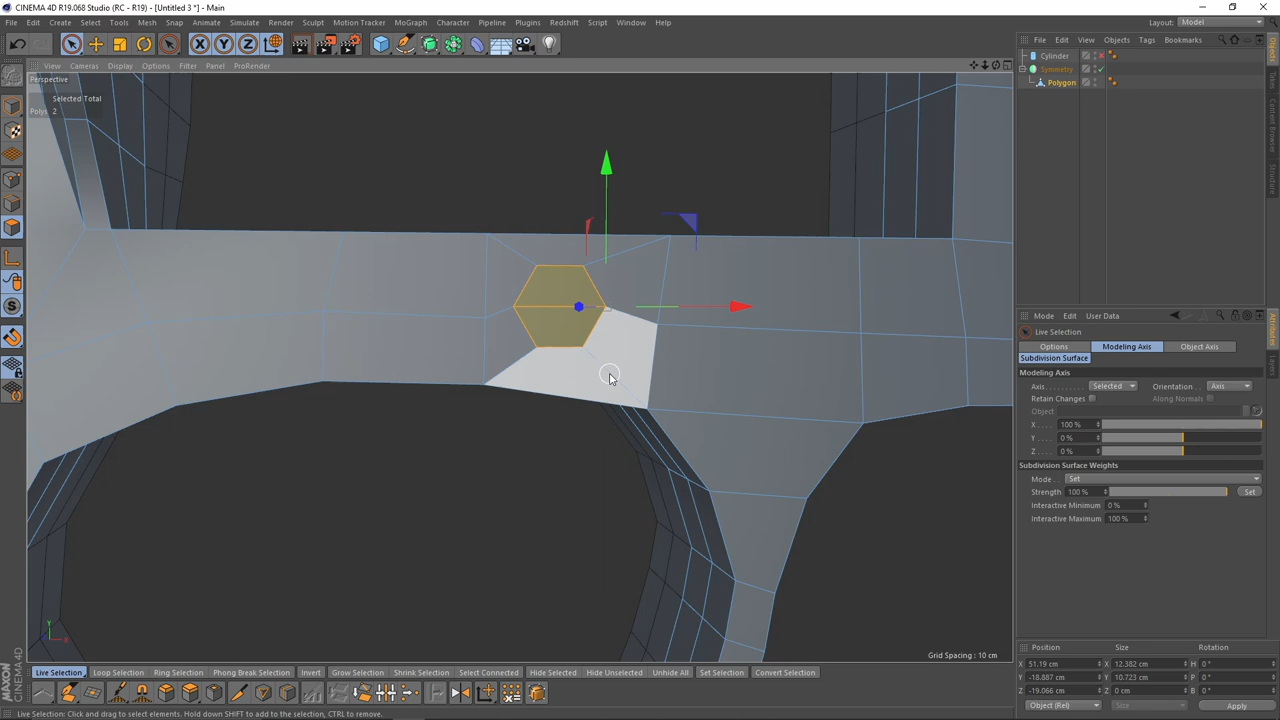 CINEMA 4D R19.068 Studio (RC - R19) - [Untitled 3 *] - Main
File Edit Create Select Tools Mesh Snap Animate Simulate Render Sculpt Motion Tracker MoGraph Character Pipeline Plugins Redshift Script Window Help
Layout: Model
View Cameras Display Options Filter Panel ProRender
Perspective
Selected Total
Polys 2
File Edit View Objects Tags Bookmarks
Cylinder
Symmetry
Polygon
Objects
Takes
Content Browser
Structure
Attributes
Layers
Mode Edit User Data
Live Selection
Options Modeling Axis Object Axis
Subdivision Surface
Modeling Axis
Axis Selected Orientation Axis
Retain Changes Along Normals
Object
X 100 %
Y 0 %
Z 0 %
Subdivision Surface Weights
Mode Set
Strength 100 % Set
Interactive Minimum 0 %
Interactive Maximum 100 %
Y
X
Grid Spacing : 10 cm
Position Size Rotation
X 51.19 cm X 12.382 cm H 0 °
Y -18.887 cm Y 10.723 cm P 0 °
Z -19.066 cm Z 0 cm B 0 °
Object (Rel) Size Apply
Live Selection Loop Selection Ring Selection Phong Break Selection Invert Grow Selection Shrink Selection Select Connected Hide Selected Hide Unselected Unhide All Set Selection Convert Selection
MAXON CINEMA 4D
Live Selection: Click and drag to select elements. Hold down SHIFT to add to the selection, CTRL to remove.